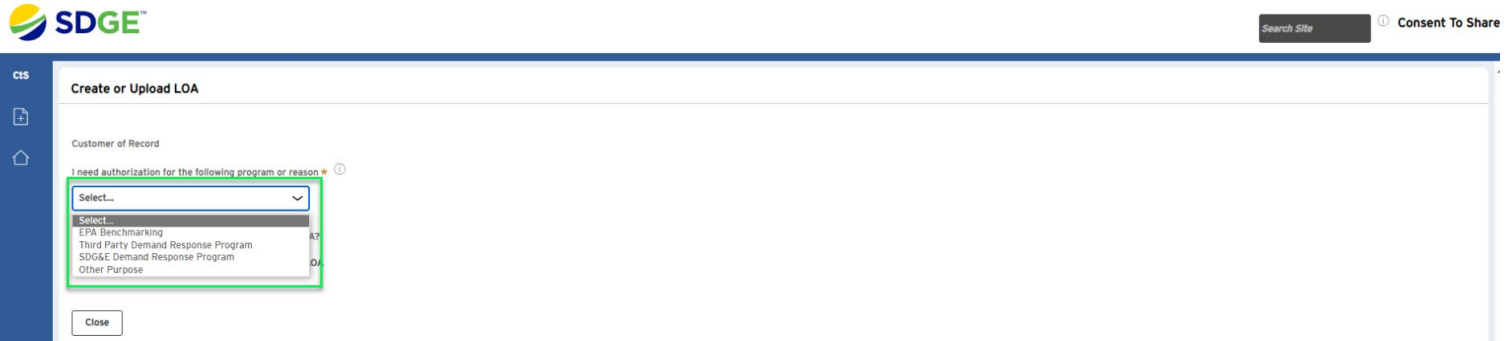 SDGE™
Search Site
Consent To Share
CtS
Create or Upload LOA
Customer of Record
I need authorization for the following program or reason *
Select...
Select...
EPA Benchmarking
Third Party Demand Response Program
A?
SDG&E Demand Response Program
OA
Other Purpose
Close